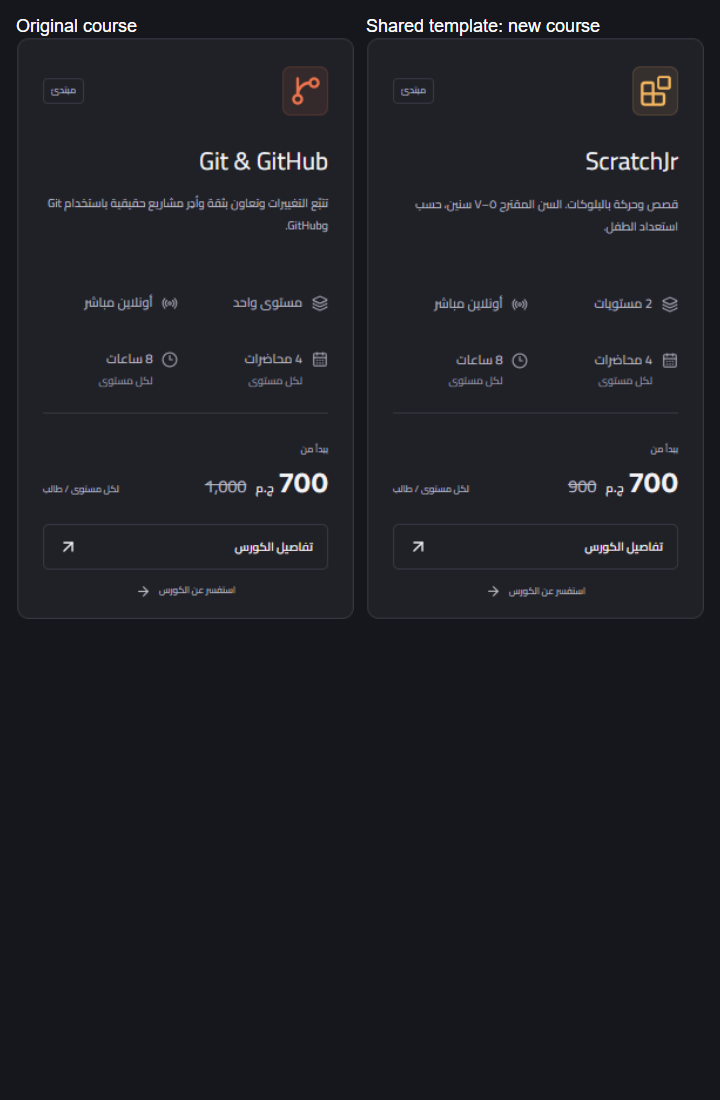 Original course
مبتدئ
Git & GitHub
تتبّع التغييرات وتعاون بثقة وأدِر مشاريع حقيقية باستخدام Git
وGitHub.
مستوى واحد
أونلاين مباشر
4 محاضرات
لكل مستوى
8 ساعات
لكل مستوى
يبدأ من
700 ج.م 1,000
لكل مستوى / طالب
تفاصيل الكورس
استفسر عن الكورس
Shared template: new course
مبتدئ
ScratchJr
قصص وحركة بالبلوكات. السن المقترح ٥–٧ سنين، حسب
استعداد الطفل.
2 مستويات
أونلاين مباشر
4 محاضرات
لكل مستوى
8 ساعات
لكل مستوى
يبدأ من
700 ج.م 900
لكل مستوى / طالب
تفاصيل الكورس
استفسر عن الكورس